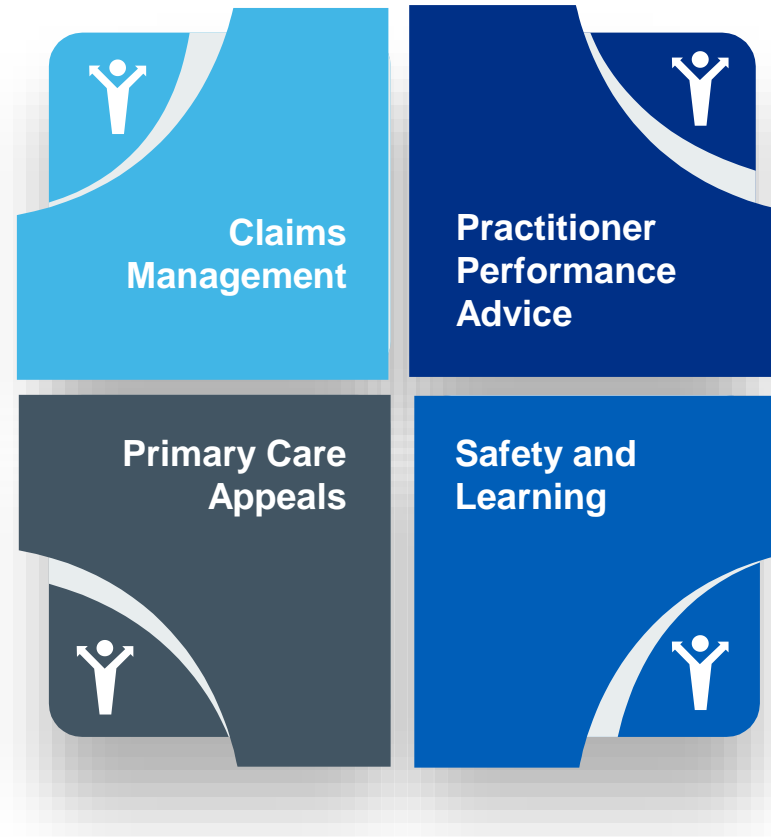 Claims
Management
Practitioner
Performance
Advice
Primary Care
Appeals
Safety and
Learning